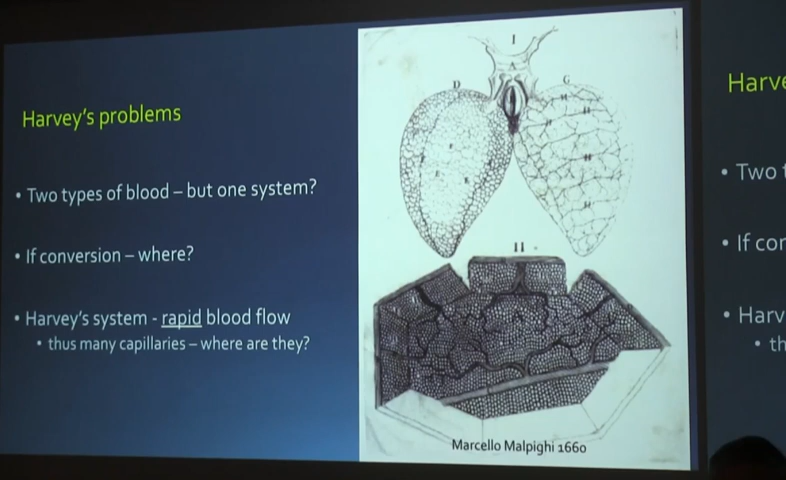 Harvey's problems
• Two types of blood – but one system?
• If conversion – where?
• Harvey's system - rapid blood flow
• thus many capillaries – where are they?
I
A
D
G
H
H
II
Marcello Malpighi 1660
Harve
• Two t
• If con
• Harv
• th